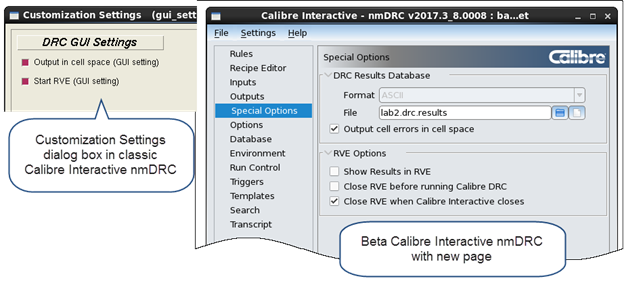 Customization Settings (gui_sett
DRC GUI Settings
Output in cell space (GUI setting)
Start RVE (GUI setting)
Customization Settings
dialog box in classic
Calibre Interactive nmDRC
Calibre Interactive - nmDRC v2017.3_8.0008 : ba...et
File Settings Help
Rules
Recipe Editor
Inputs
Outputs
Special Options
Options
Database
Environment
Run Control
Triggers
Templates
Search
Transcript
Special Options
Calibre
DRC Results Database
Format ASCII
File lab2.drc.results
Output cell errors in cell space
RVE Options
Show Results in RVE
Close RVE before running Calibre DRC
Close RVE when Calibre Interactive closes
Beta Calibre Interactive nmDRC
with new page